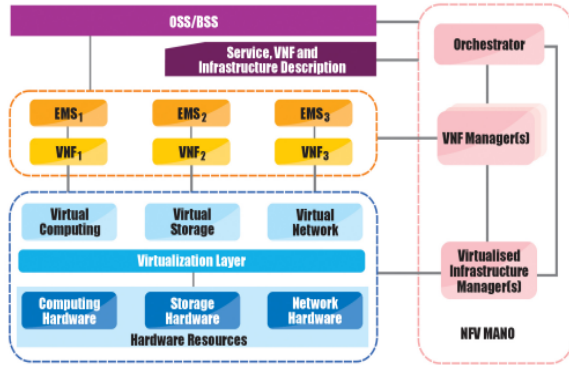 OSS/BSS
Service, VNF and
Infrastructure Description
Orchestrator
EMS1
EMS2
EMS3
VNF Manager(s)
VNF1
VNF2
VNF3
Virtual
Computing
Virtual
Storage
Virtual
Network
Virtualization Layer
Virtualised
Infrastructure
Manager(s)
Computing
Hardware
Storage
Hardware
Network
Hardware
Hardware Resources
NFV MANO